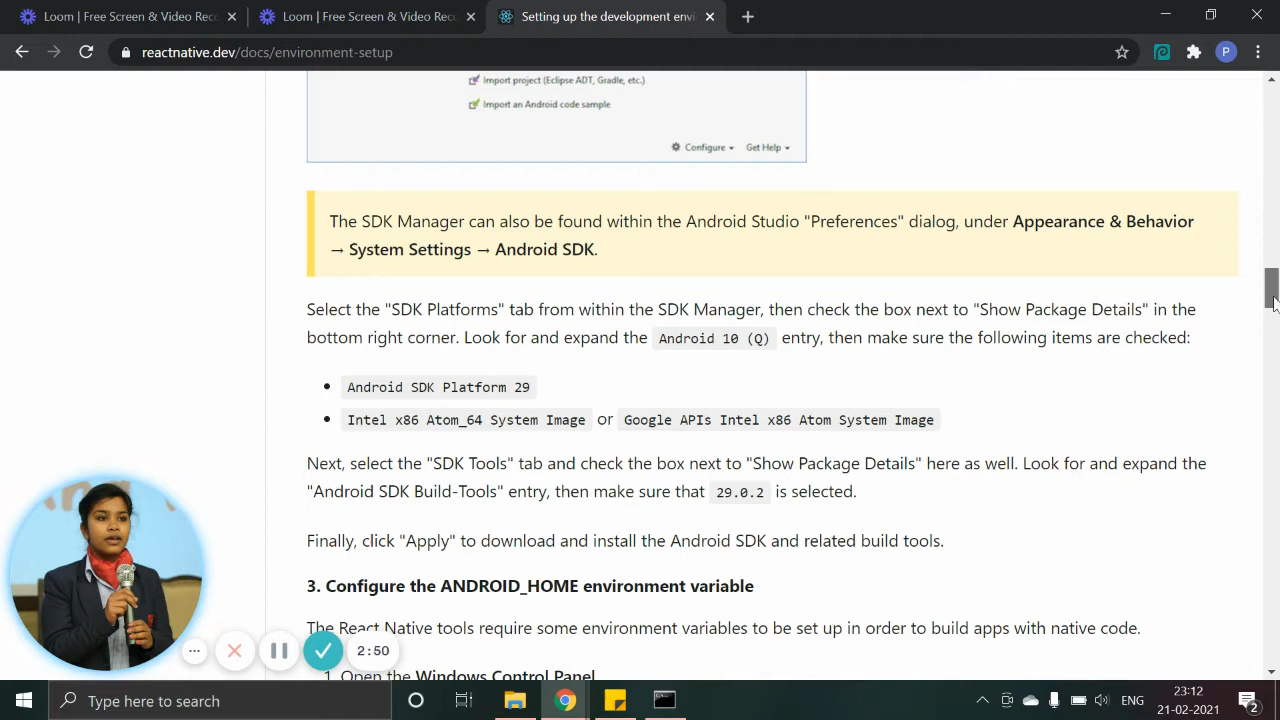 Loom | Free Screen & Video Rec
Loom | Free Screen & Video Rec
Setting up the development envi
reactnative.dev/docs/environment-setup
P
Import project (Eclipse ADT, Gradle, etc.)
Import an Android code sample
Configure
Get Help
The SDK Manager can also be found within the Android Studio "Preferences" dialog, under Appearance & Behavior
→ System Settings → Android SDK.
Select the "SDK Platforms" tab from within the SDK Manager, then check the box next to "Show Package Details" in the
bottom right corner. Look for and expand the Android 10 (Q) entry, then make sure the following items are checked:
• Android SDK Platform 29
• Intel x86 Atom_64 System Image or Google APIs Intel x86 Atom System Image
Next, select the "SDK Tools" tab and check the box next to "Show Package Details" here as well. Look for and expand the
"Android SDK Build-Tools" entry, then make sure that 29.0.2 is selected.
Finally, click "Apply" to download and install the Android SDK and related build tools.
3. Configure the ANDROID_HOME environment variable
The React Native tools require some environment variables to be set up in order to build apps with native code.
2:50
1. Open the Windows Control Panel.
Type here to search
ENG
23:12
21-02-2021
2